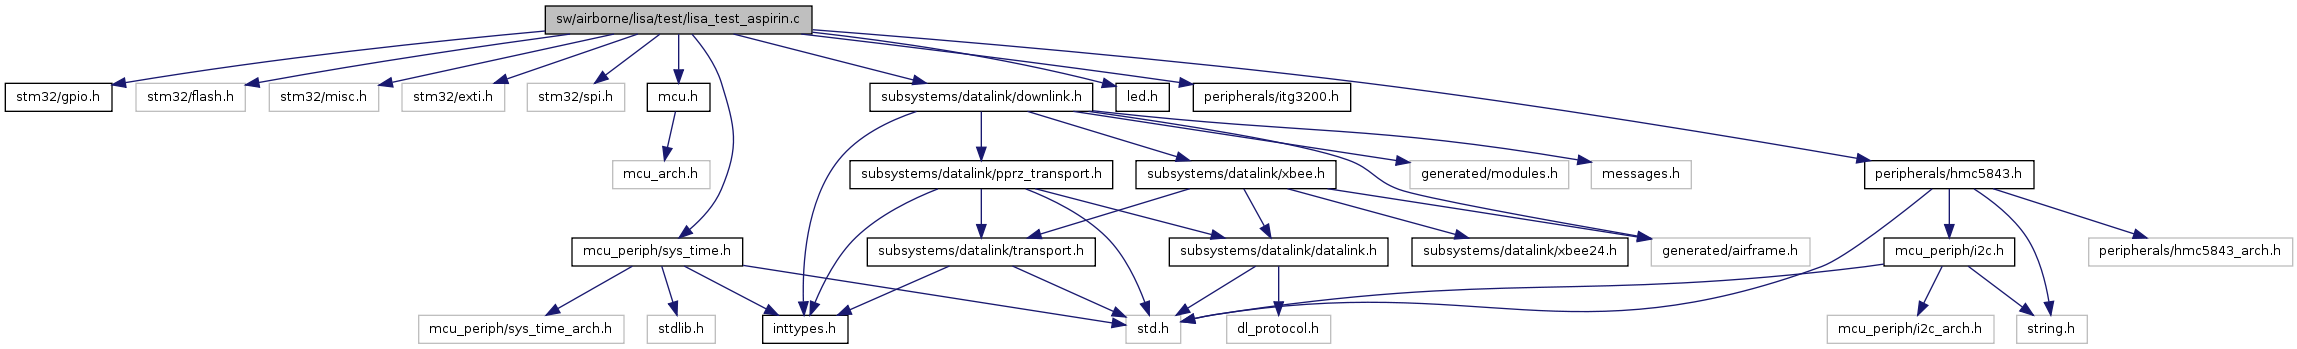 sw/airborne/lisa/test/lisa_test_aspirin.c
stm32/gpio.h
stm32/flash.h
stm32/misc.h
stm32/exti.h
stm32/spi.h
mcu.h
subsystems/datalink/downlink.h
led.h
peripherals/itg3200.h
mcu_arch.h
subsystems/datalink/pprz_transport.h
subsystems/datalink/xbee.h
generated/modules.h
messages.h
peripherals/hmc5843.h
mcu_periph/sys_time.h
subsystems/datalink/transport.h
subsystems/datalink/datalink.h
subsystems/datalink/xbee24.h
generated/airframe.h
mcu_periph/i2c.h
peripherals/hmc5843_arch.h
mcu_periph/sys_time_arch.h
stdlib.h
inttypes.h
std.h
dl_protocol.h
mcu_periph/i2c_arch.h
string.h